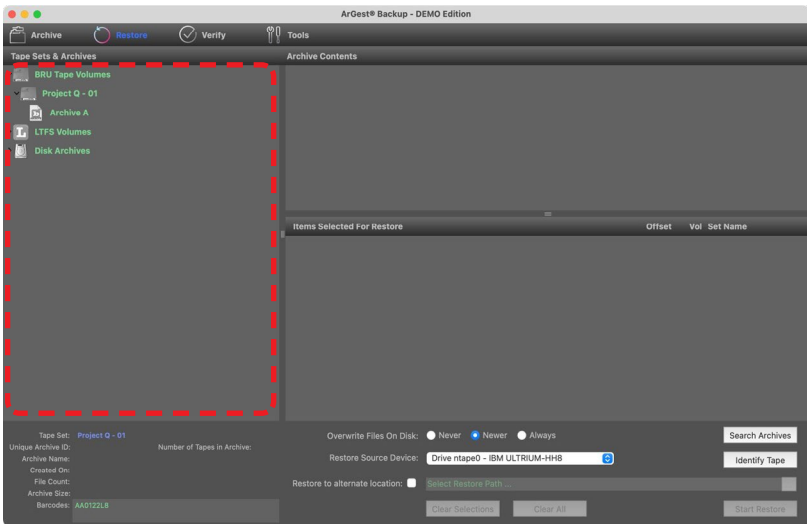 ArGest® Backup - DEMO Edition
Archive Restore Verify Tools
Tape Sets & Archives
BRU Tape Volumes
Project Q - 01
Archive A
LTFS Volumes
Disk Archives
Archive Contents
Items Selected For Restore Offset Vol Set Name
Tape Set: Project Q - 01
Unique Archive ID: Number of Tapes in Archive:
Archive Name:
Created On:
File Count:
Archive Size:
Barcodes: AA0122L8
Overwrite Files On Disk: Never Newer Always
Restore Source Device: Drive ntape0 - IBM ULTRIUM-HH8
Restore to alternate location: Select Restore Path ...
Clear Selections Clear All
Search Archives
Identify Tape
Start Restore